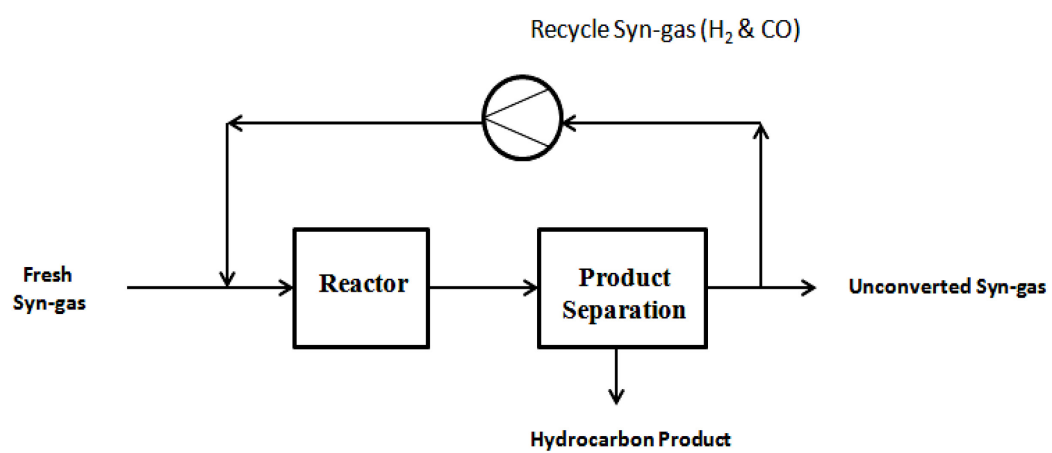 Recycle Syn-gas (H₂ & CO)
Fresh
Syn-gas
Reactor
Product
Separation
Unconverted Syn-gas
Hydrocarbon Product